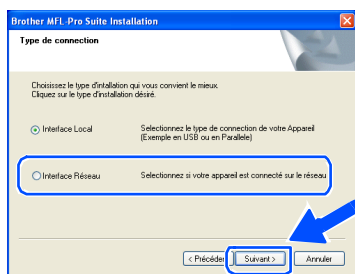 Brother MFL-Pro Suite Installation
Type de connection
Choisissez le type d'intallation qui vous convient le mieux.
Cliquez sur le type d'installation désiré.
Interface Local
Selectionnez le type de connection de votre Appareil
(Exemple en USB ou en Parallele)
Interface Réseau
Selectionnez si votre appareil est connecté sur le réseau
< Précéden
Suivant >
Annuler